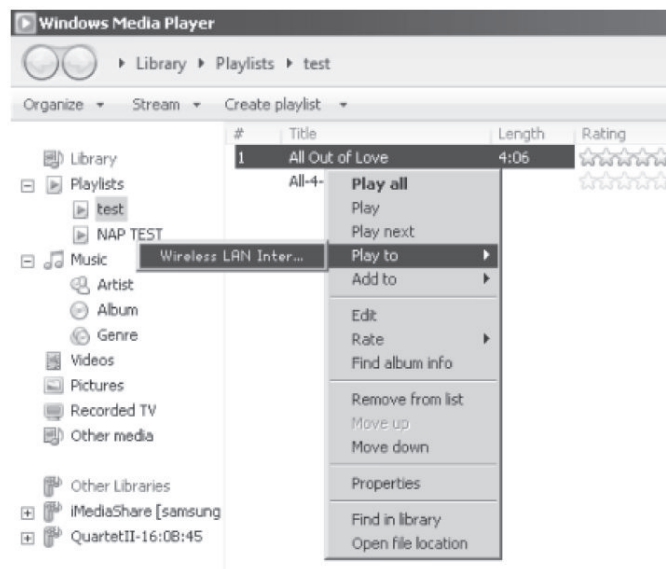 Windows Media Player
Library Playlists test
Organize Stream Create playlist
# Title Length Rating
1 All Out of Love 4:06
All-4-
Library
Playlists
test
NAP TEST
Music
Artist
Album
Genre
Videos
Pictures
Recorded TV
Other media
Other Libraries
iMediaShare [samsung
QuartetII-16:0B:45
Wireless LAN Inter...
Play all
Play
Play next
Play to
Add to
Edit
Rate
Find album info
Remove from list
Move up
Move down
Properties
Find in library
Open file location